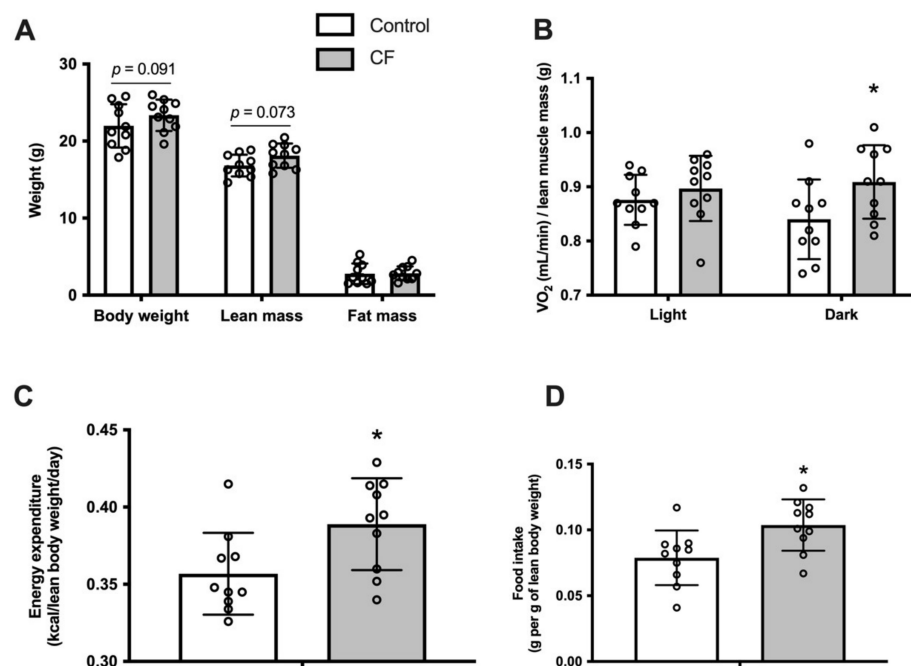 A
Control
CF
p = 0.091
p = 0.073
30
20
10
0
Weight (g)
Body weight Lean mass Fat mass
B
*
1.1
1.0
0.9
0.8
0.7
VO₂ (mL/min) / lean muscle mass (g)
Light Dark
C
*
0.45
0.40
0.35
0.30
Energy expenditure
(kcal/lean body weight/day)
D
*
0.15
0.10
0.05
0.00
Food intake
(g per g of lean body weight)